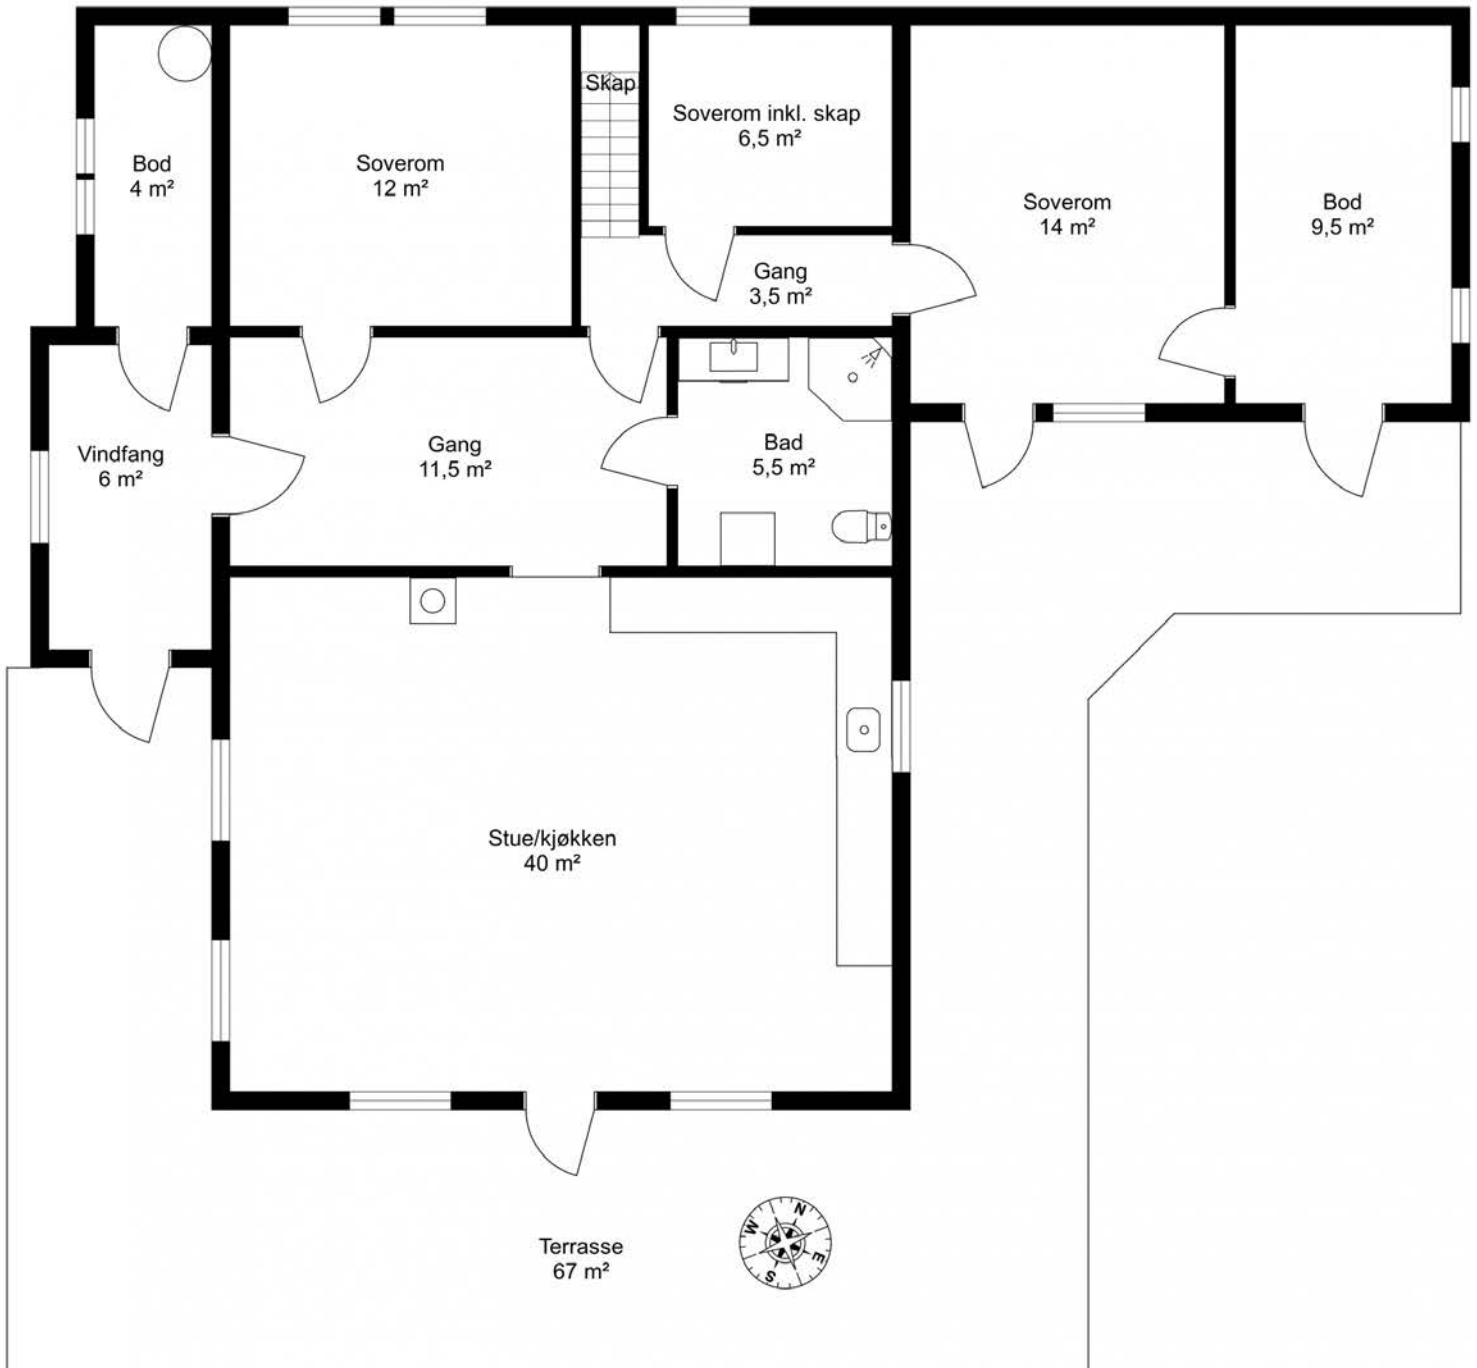 Skap
Soverom inkl. skap
6,5 m²
Bod
4 m²
Soverom
12 m²
Soverom
14 m²
Bod
9,5 m²
Gang
3,5 m²
Vindfang
6 m²
Gang
11,5 m²
Bad
5,5 m²
Stue/kjøkken
40 m²
Terrasse
67 m²
N
W
E
S